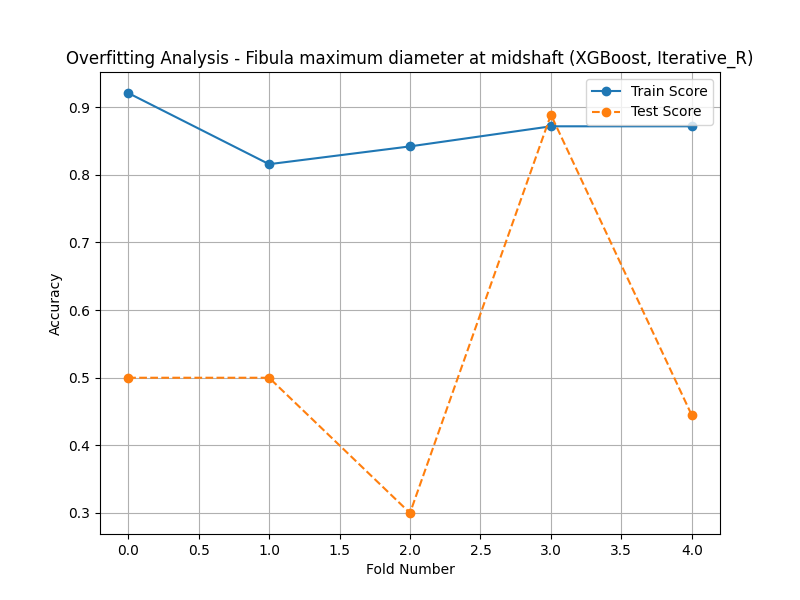 Overfitting Analysis - Fibula maximum diameter at midshaft (XGBoost, Iterative_R)
Train Score
Test Score
0.9
0.8
0.7
0.6
0.5
0.4
0.3
Accuracy
0.0 0.5 1.0 1.5 2.0 2.5 3.0 3.5 4.0
Fold Number